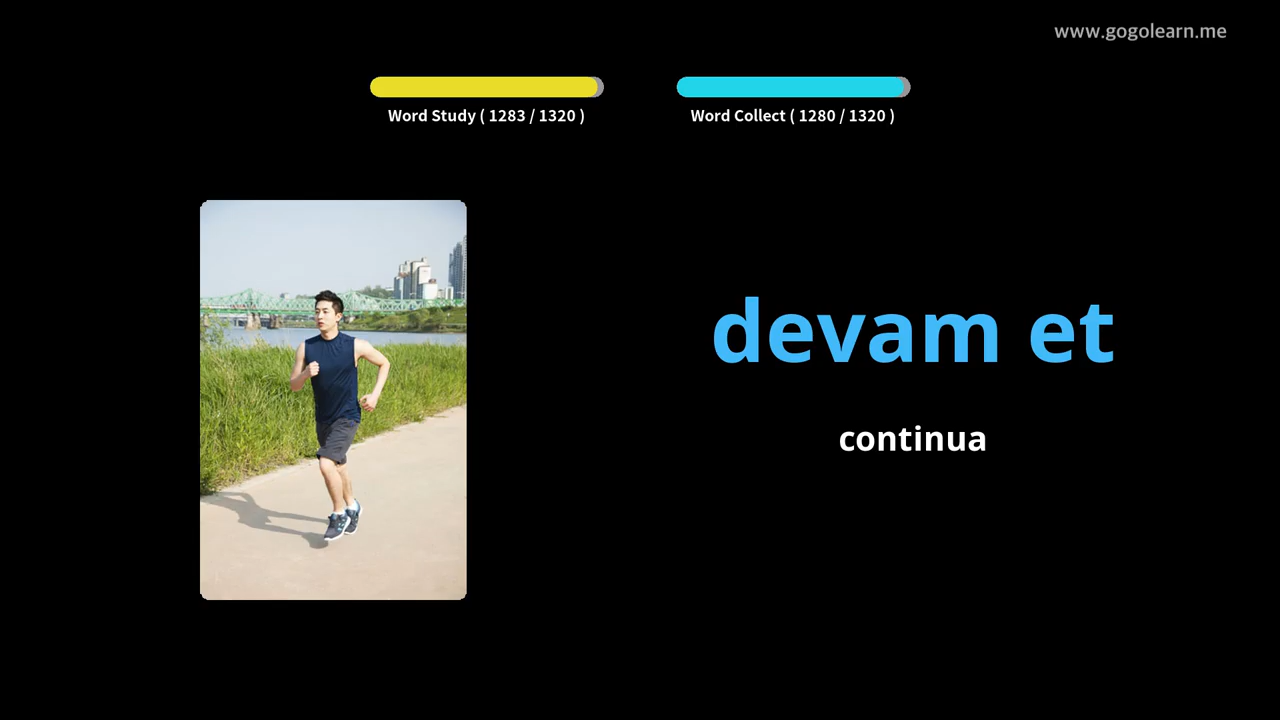 www.gogolearn.me
Word Study ( 1283 / 1320 )
Word Collect ( 1280 / 1320 )
devam et
continua